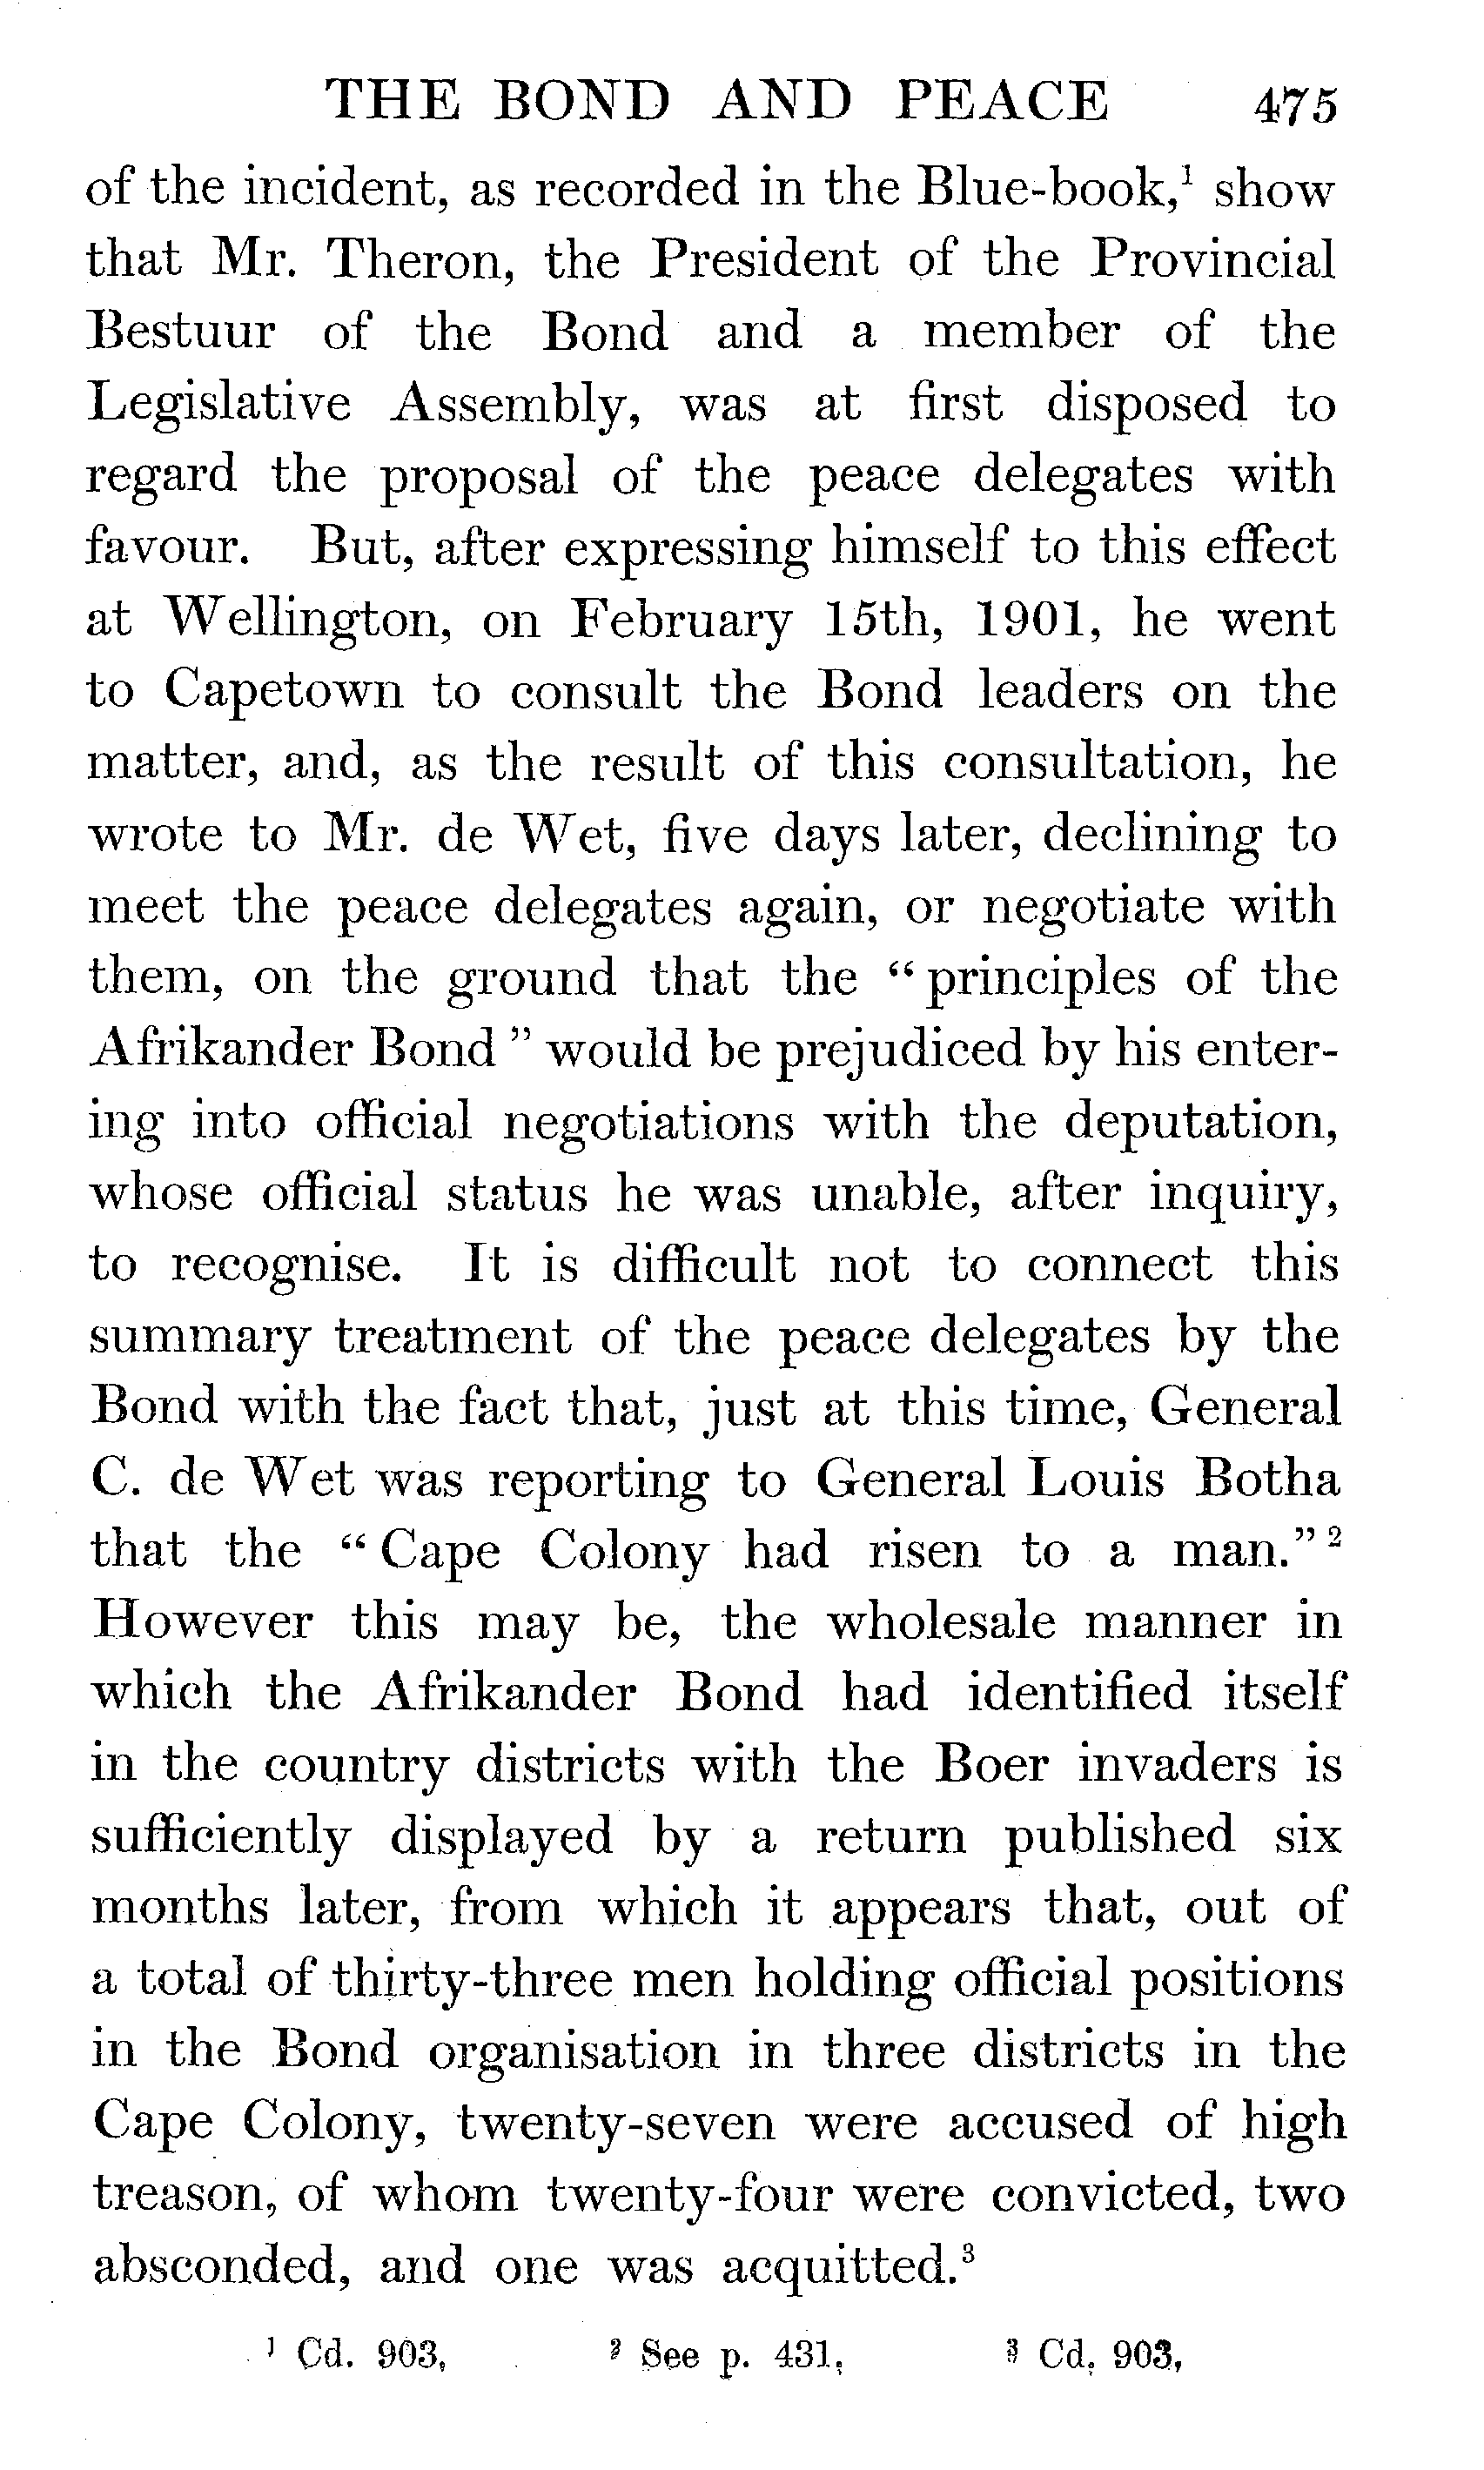 THE BOND AND PEACE 475
of the incident, as recorded in the Blue-book,¹ show
that Mr. Theron, the President of the Provincial
Bestuur of the Bond and a member of the
Legislative Assembly, was at first disposed to
regard the proposal of the peace delegates with
favour. But, after expressing himself to this effect
at Wellington, on February 15th, 1901, he went
to Capetown to consult the Bond leaders on the
matter, and, as the result of this consultation, he
wrote to Mr. de Wet, five days later, declining to
meet the peace delegates again, or negotiate with
them, on the ground that the “ principles of the
Afrikander Bond ” would be prejudiced by his enter-
ing into official negotiations with the deputation,
whose official status he was unable, after inquiry,
to recognise. It is difficult not to connect this
summary treatment of the peace delegates by the
Bond with the fact that, just at this time, General
C. de Wet was reporting to General Louis Botha
that the “ Cape Colony had risen to a man.” ²
However this may be, the wholesale manner in
which the Afrikander Bond had identified itself
in the country districts with the Boer invaders is
sufficiently displayed by a return published six
months later, from which it appears that, out of
a total of thirty-three men holding official positions
in the Bond organisation in three districts in the
Cape Colony, twenty-seven were accused of high
treason, of whom twenty-four were convicted, two
absconded, and one was acquitted.³
¹ Cd. 903. ² See p. 431. ³ Cd. 903.